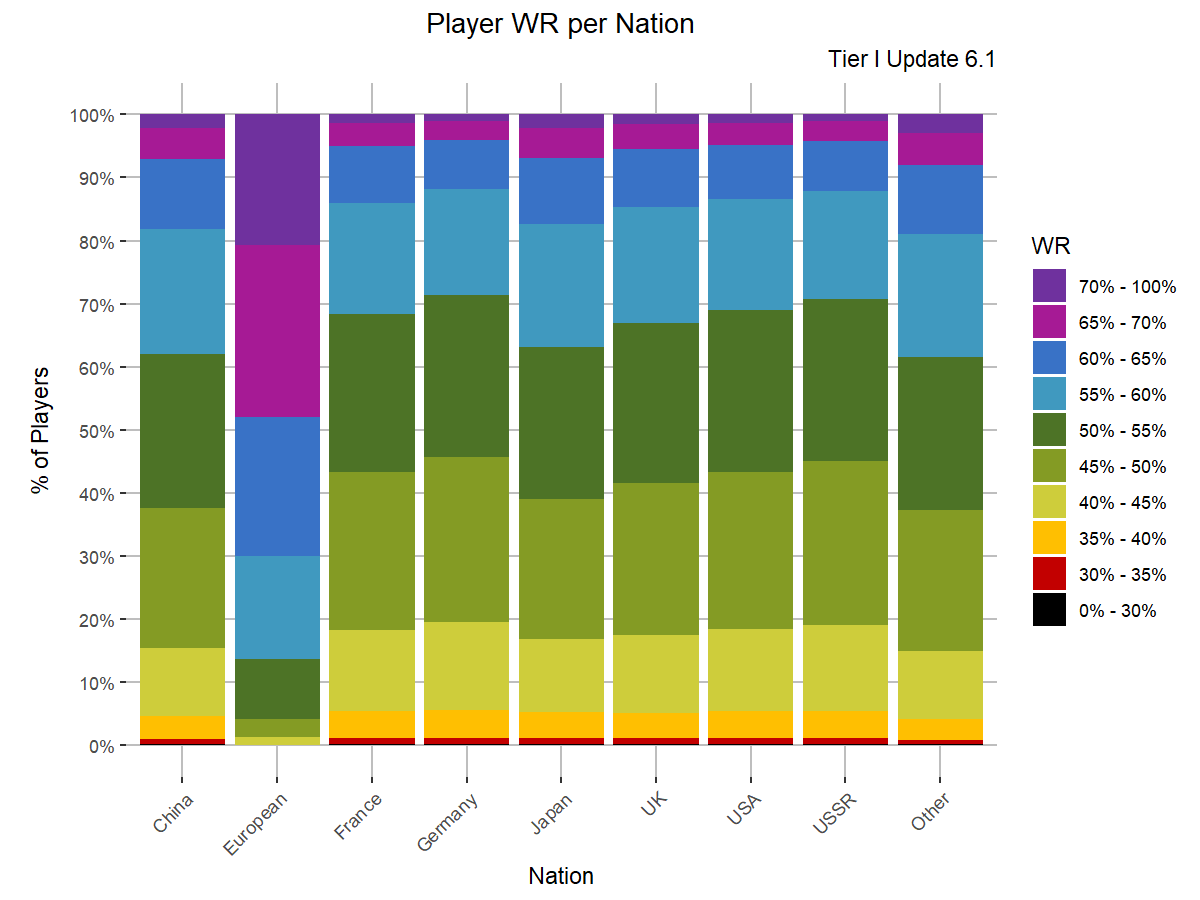 Player WR per Nation
Tier I Update 6.1
% of Players
100%
90%
80%
70%
60%
50%
40%
30%
20%
10%
0%
China
European
France
Germany
Japan
UK
USA
USSR
Other
Nation
WR
70% - 100%
65% - 70%
60% - 65%
55% - 60%
50% - 55%
45% - 50%
40% - 45%
35% - 40%
30% - 35%
0% - 30%